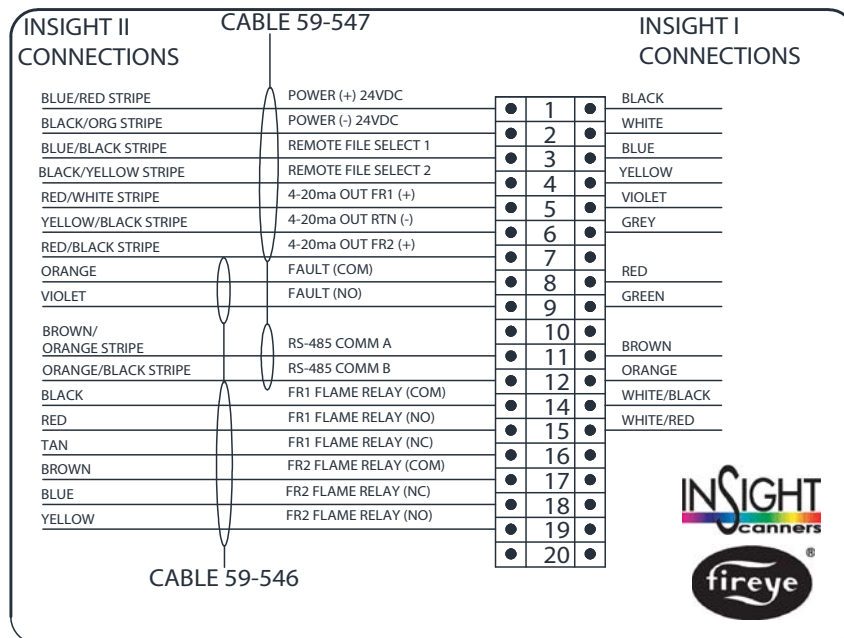 INSIGHT II
CONNECTIONS
CABLE 59-547
INSIGHT I
CONNECTIONS
BLUE/RED STRIPE POWER (+) 24VDC 1 BLACK
BLACK/ORG STRIPE POWER (-) 24VDC 2 WHITE
BLUE/BLACK STRIPE REMOTE FILE SELECT 1 3 BLUE
BLACK/YELLOW STRIPE REMOTE FILE SELECT 2 4 YELLOW
RED/WHITE STRIPE 4-20ma OUT FR1 (+) 5 VIOLET
YELLOW/BLACK STRIPE 4-20ma OUT RTN (-) 6 GREY
RED/BLACK STRIPE 4-20ma OUT FR2 (+) 7
ORANGE FAULT (COM) 8 RED
VIOLET FAULT (NO) 9 GREEN
10
BROWN/
ORANGE STRIPE RS-485 COMM A 11 BROWN
ORANGE/BLACK STRIPE RS-485 COMM B 12 ORANGE
BLACK FR1 FLAME RELAY (COM) 14 WHITE/BLACK
RED FR1 FLAME RELAY (NO) 15 WHITE/RED
TAN FR1 FLAME RELAY (NC) 16
BROWN FR2 FLAME RELAY (COM) 17
BLUE FR2 FLAME RELAY (NC) 18
YELLOW FR2 FLAME RELAY (NO) 19
20
CABLE 59-546
INSIGHT
scanners
fireye ®